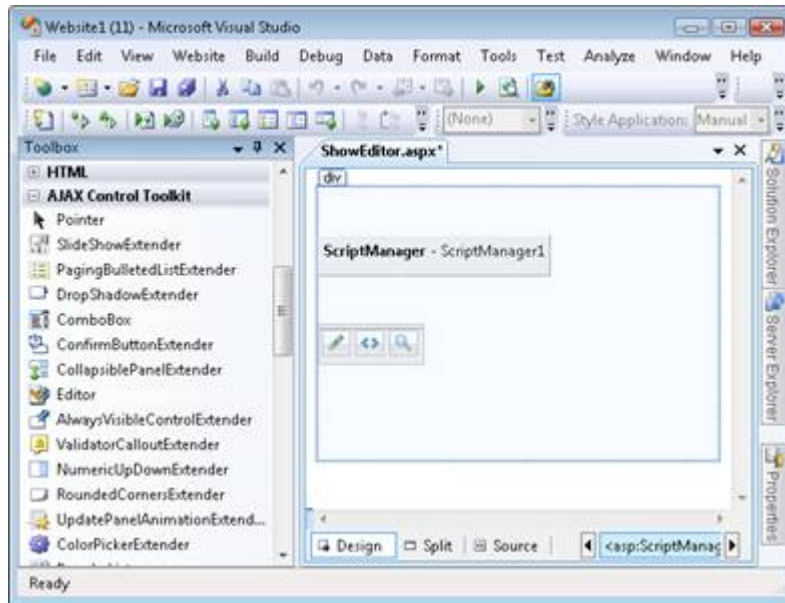 Website1 (11) - Microsoft Visual Studio
File Edit View Website Build Debug Data Format Tools Test Analyze Window Help
(None) Style Application: Manual
Toolbox
HTML
AJAX Control Toolkit
Pointer
SlideShowExtender
PagingBulletedListExtender
DropShadowExtender
ComboBox
ConfirmButtonExtender
CollapsiblePanelExtender
Editor
AlwaysVisibleControlExtender
ValidatorCalloutExtender
NumericUpDownExtender
RoundedCornersExtender
UpdatePanelAnimationExtend...
ColorPickerExtender
ShowEditor.aspx*
div
ScriptManager - ScriptManager1
Design Split Source <asp:ScriptManag
Solution Explorer
Server Explorer
Properties
Ready